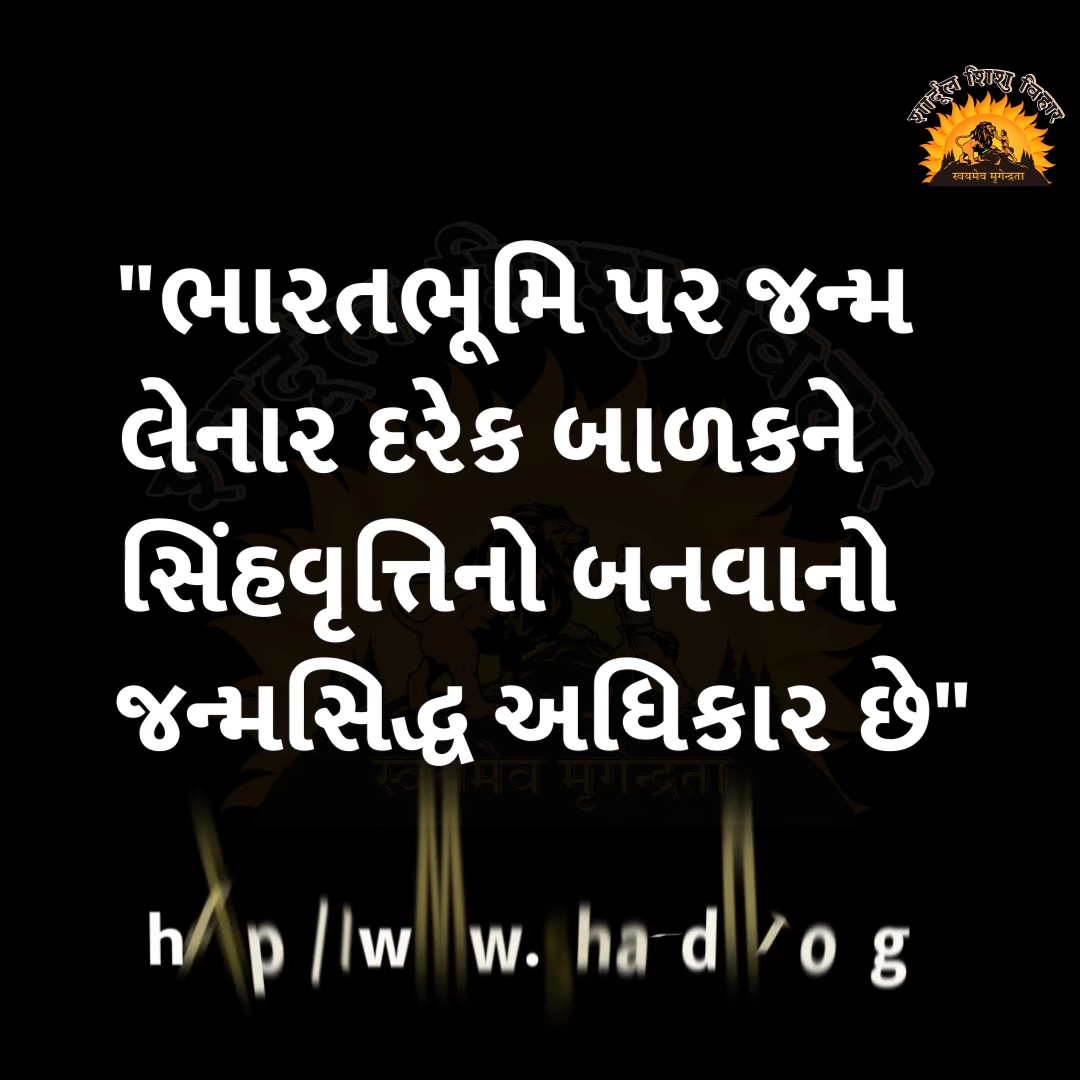 शार्दूल शिशु विहार
स्वयमेव मृगेन्द्रता
"ભારતભૂમિ પર જન્મ
લેનાર દરેક બાળકને
સિંહવૃત્તિનો બનવાનો
જન્મસિદ્ધ અધિકાર છે"